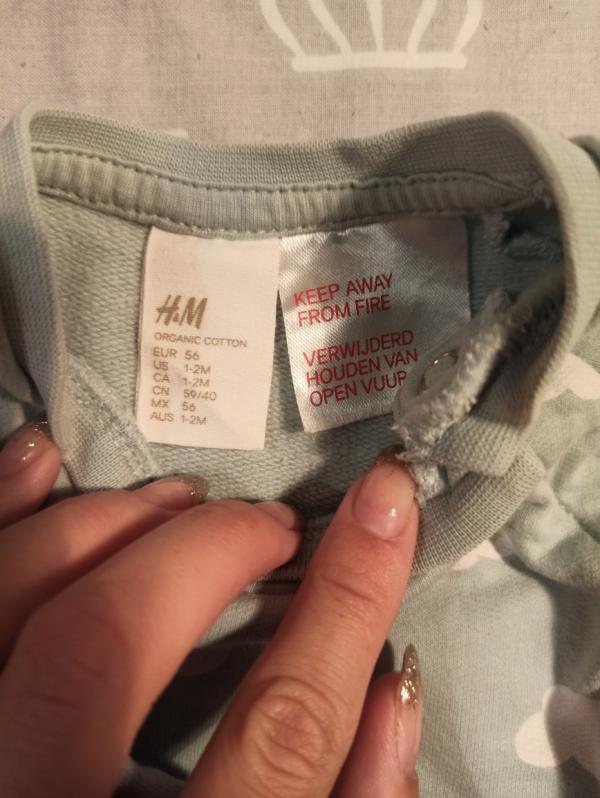 H&M
ORGANIC COTTON
EUR 56
US 1-2M
CA 1-2M
CN 59/40
MX 56
AUS 1-2M
KEEP AWAY
FROM FIRE
VERWIJDERD
HOUDEN VAN
OPEN VUUR